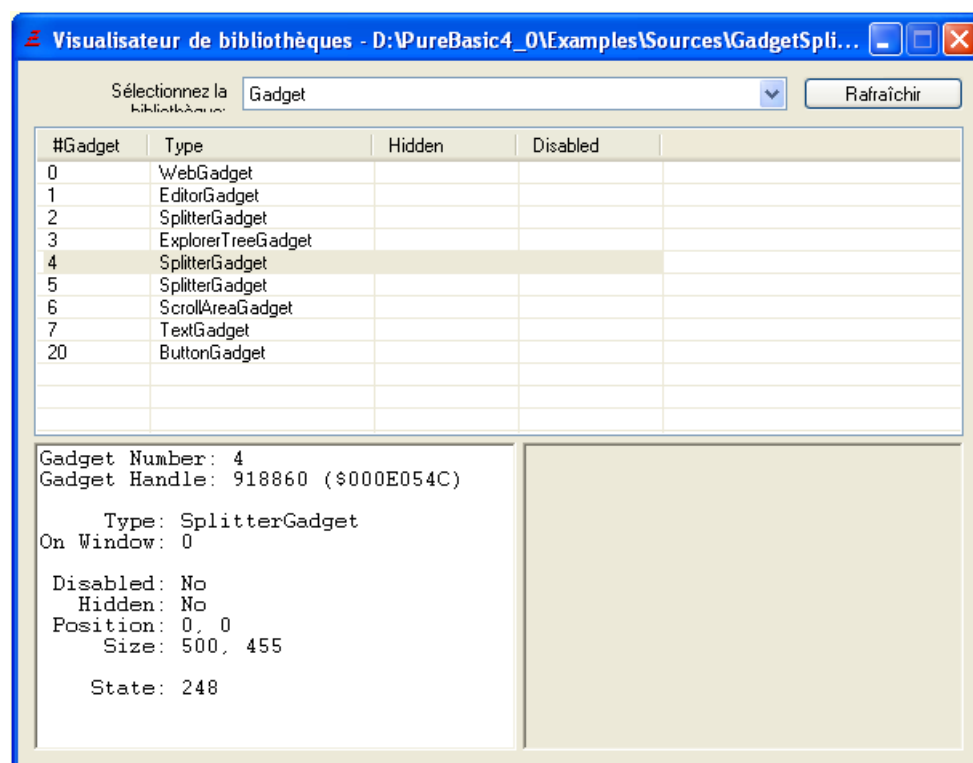 Visualisateur de bibliothèques - D:\PureBasic4_0\Examples\Sources\GadgetSpli...
Sélectionnez la
bibliothèque:
Gadget
Rafraîchir
#Gadget Type Hidden Disabled
0 WebGadget
1 EditorGadget
2 SplitterGadget
3 ExplorerTreeGadget
4 SplitterGadget
5 SplitterGadget
6 ScrollAreaGadget
7 TextGadget
20 ButtonGadget
Gadget Number: 4
Gadget Handle: 918860 ($000E054C)
Type: SplitterGadget
On Window: 0
Disabled: No
Hidden: No
Position: 0, 0
Size: 500, 455
State: 248